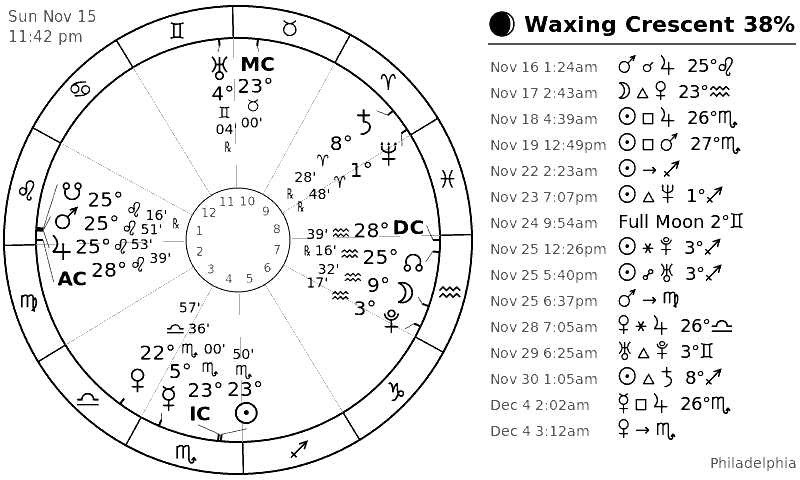 Sun Nov 15
11:42 pm
♊ ♉ ♈ ♓ ♒ ♑ ♐ ♏ ♎ ♍ ♌ ♋
♅ 4° ♊ 04' ℞
MC 23° ♉ 00'
♄ 8° ♈ 28' ℞
♆ 1° ♈ 48' ℞
☋ 25° ♌ 16' ℞
♂ 25° ♌ 51'
♃ 25° ♌ 53'
AC 28° ♌ 39'
39' ♒ 28° DC
℞ 16' ♒ 25° ☊
32' ♒ 9° ☽
17' ♒ 3° ♇
♀ 22° ♎ 57'
☿ 5° ♏ 36'
IC 23° ♏ 00'
☉ 23° ♏ 50'
1 2 3 4 5 6 7 8 9 10 11 12
Waxing Crescent 38%
Nov 16 1:24am ♂ ☌ ♃ 25°♌
Nov 17 2:43am ☽ △ ♀ 23°♒
Nov 18 4:39am ☉ □ ♃ 26°♏
Nov 19 12:49pm ☉ □ ♂ 27°♏
Nov 22 2:23am ☉ → ♐
Nov 23 7:07pm ☉ △ ♆ 1°♐
Nov 24 9:54am Full Moon 2°♊
Nov 25 12:26pm ☉ ⚹ ♇ 3°♐
Nov 25 5:40pm ☉ ☍ ♅ 3°♐
Nov 25 6:37pm ♂ → ♍
Nov 28 7:05am ♀ ⚹ ♃ 26°♎
Nov 29 6:25am ♅ △ ♇ 3°♊
Nov 30 1:05am ☉ △ ♄ 8°♐
Dec 4 2:02am ☿ □ ♃ 26°♏
Dec 4 3:12am ♀ → ♏
Philadelphia